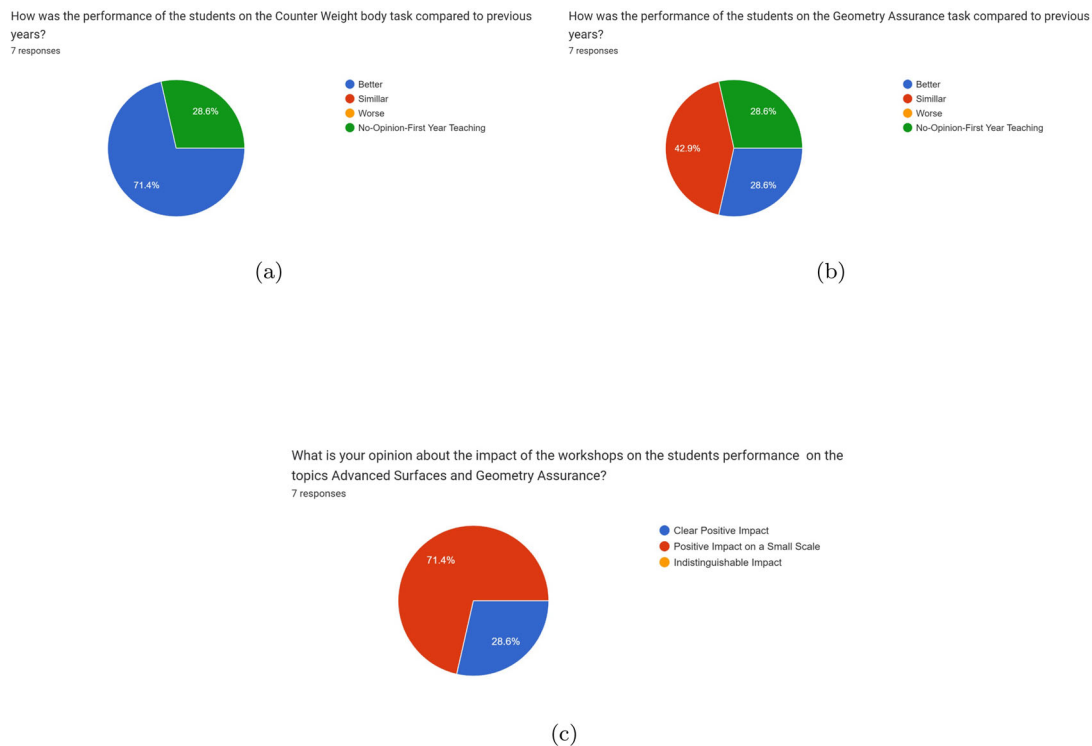 How was the performance of the students on the Counter Weight body task compared to previous
years?
7 responses
Better
Simillar
Worse
No-Opinion-First Year Teaching
28.6%
71.4%
(a)
How was the performance of the students on the Geometry Assurance task compared to previous
years?
7 responses
Better
Simillar
Worse
No-Opinion-First Year Teaching
28.6%
42.9%
28.6%
(b)
What is your opinion about the impact of the workshops on the students performance on the
topics Advanced Surfaces and Geometry Assurance?
7 responses
Clear Positive Impact
Positive Impact on a Small Scale
Indistinguishable Impact
71.4%
28.6%
(c)